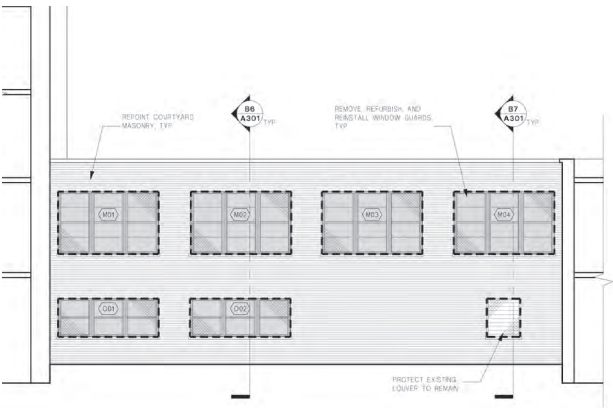 REPOINT COURTYARD
MASONRY, TYP
B6
A301
TYP
REMOVE, REFURBISH, AND
REINSTALL WINDOW GUARDS,
TYP
B7
A301
TYP
M01
M02
M03
M04
O01
O02
PROTECT EXISTING
LOUVER TO REMAIN